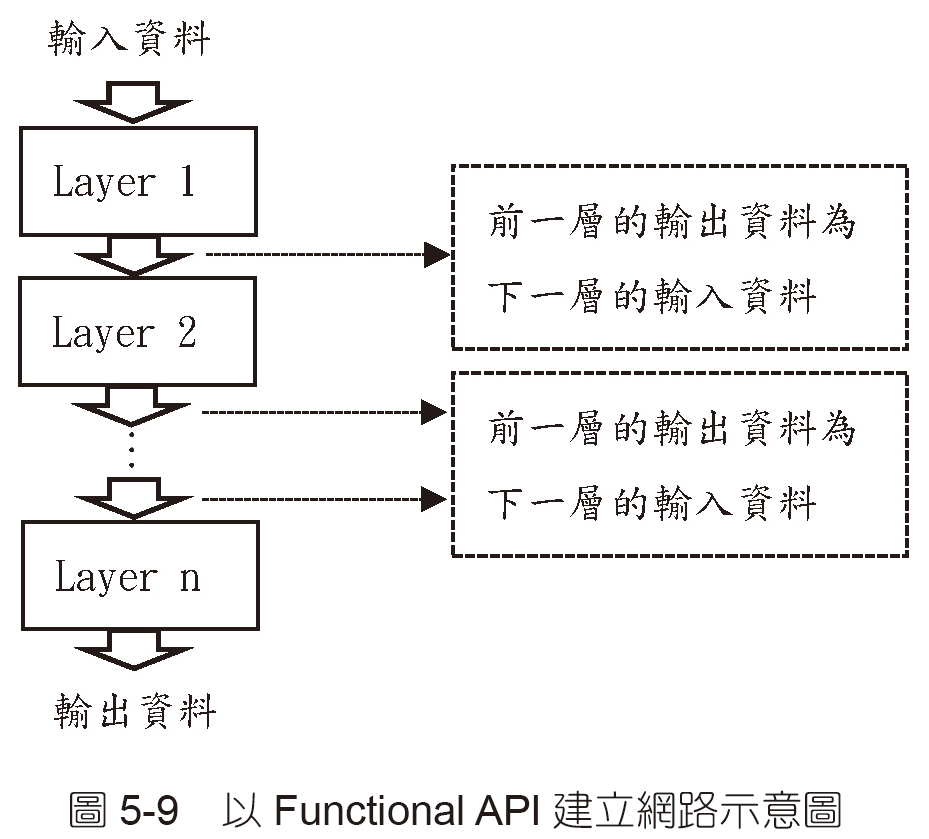 輸入資料
Layer 1
前一層的輸出資料為
下一層的輸入資料
Layer 2
前一層的輸出資料為
下一層的輸入資料
⋮
Layer n
輸出資料
圖 5-9 以 Functional API 建立網路示意圖